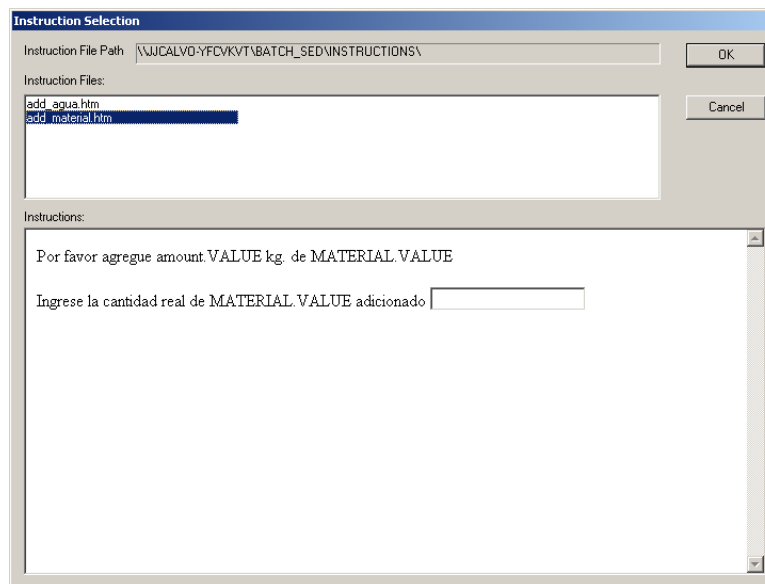 Instruction Selection
Instruction File Path \\JJCALVO-YFCVKVT\BATCH_SED\INSTRUCTIONS\
OK
Instruction Files:
add_agua.htm
add_material.htm
Cancel
Instructions:
Por favor agregue amount.VALUE kg. de MATERIAL.VALUE
Ingrese la cantidad real de MATERIAL.VALUE adicionado